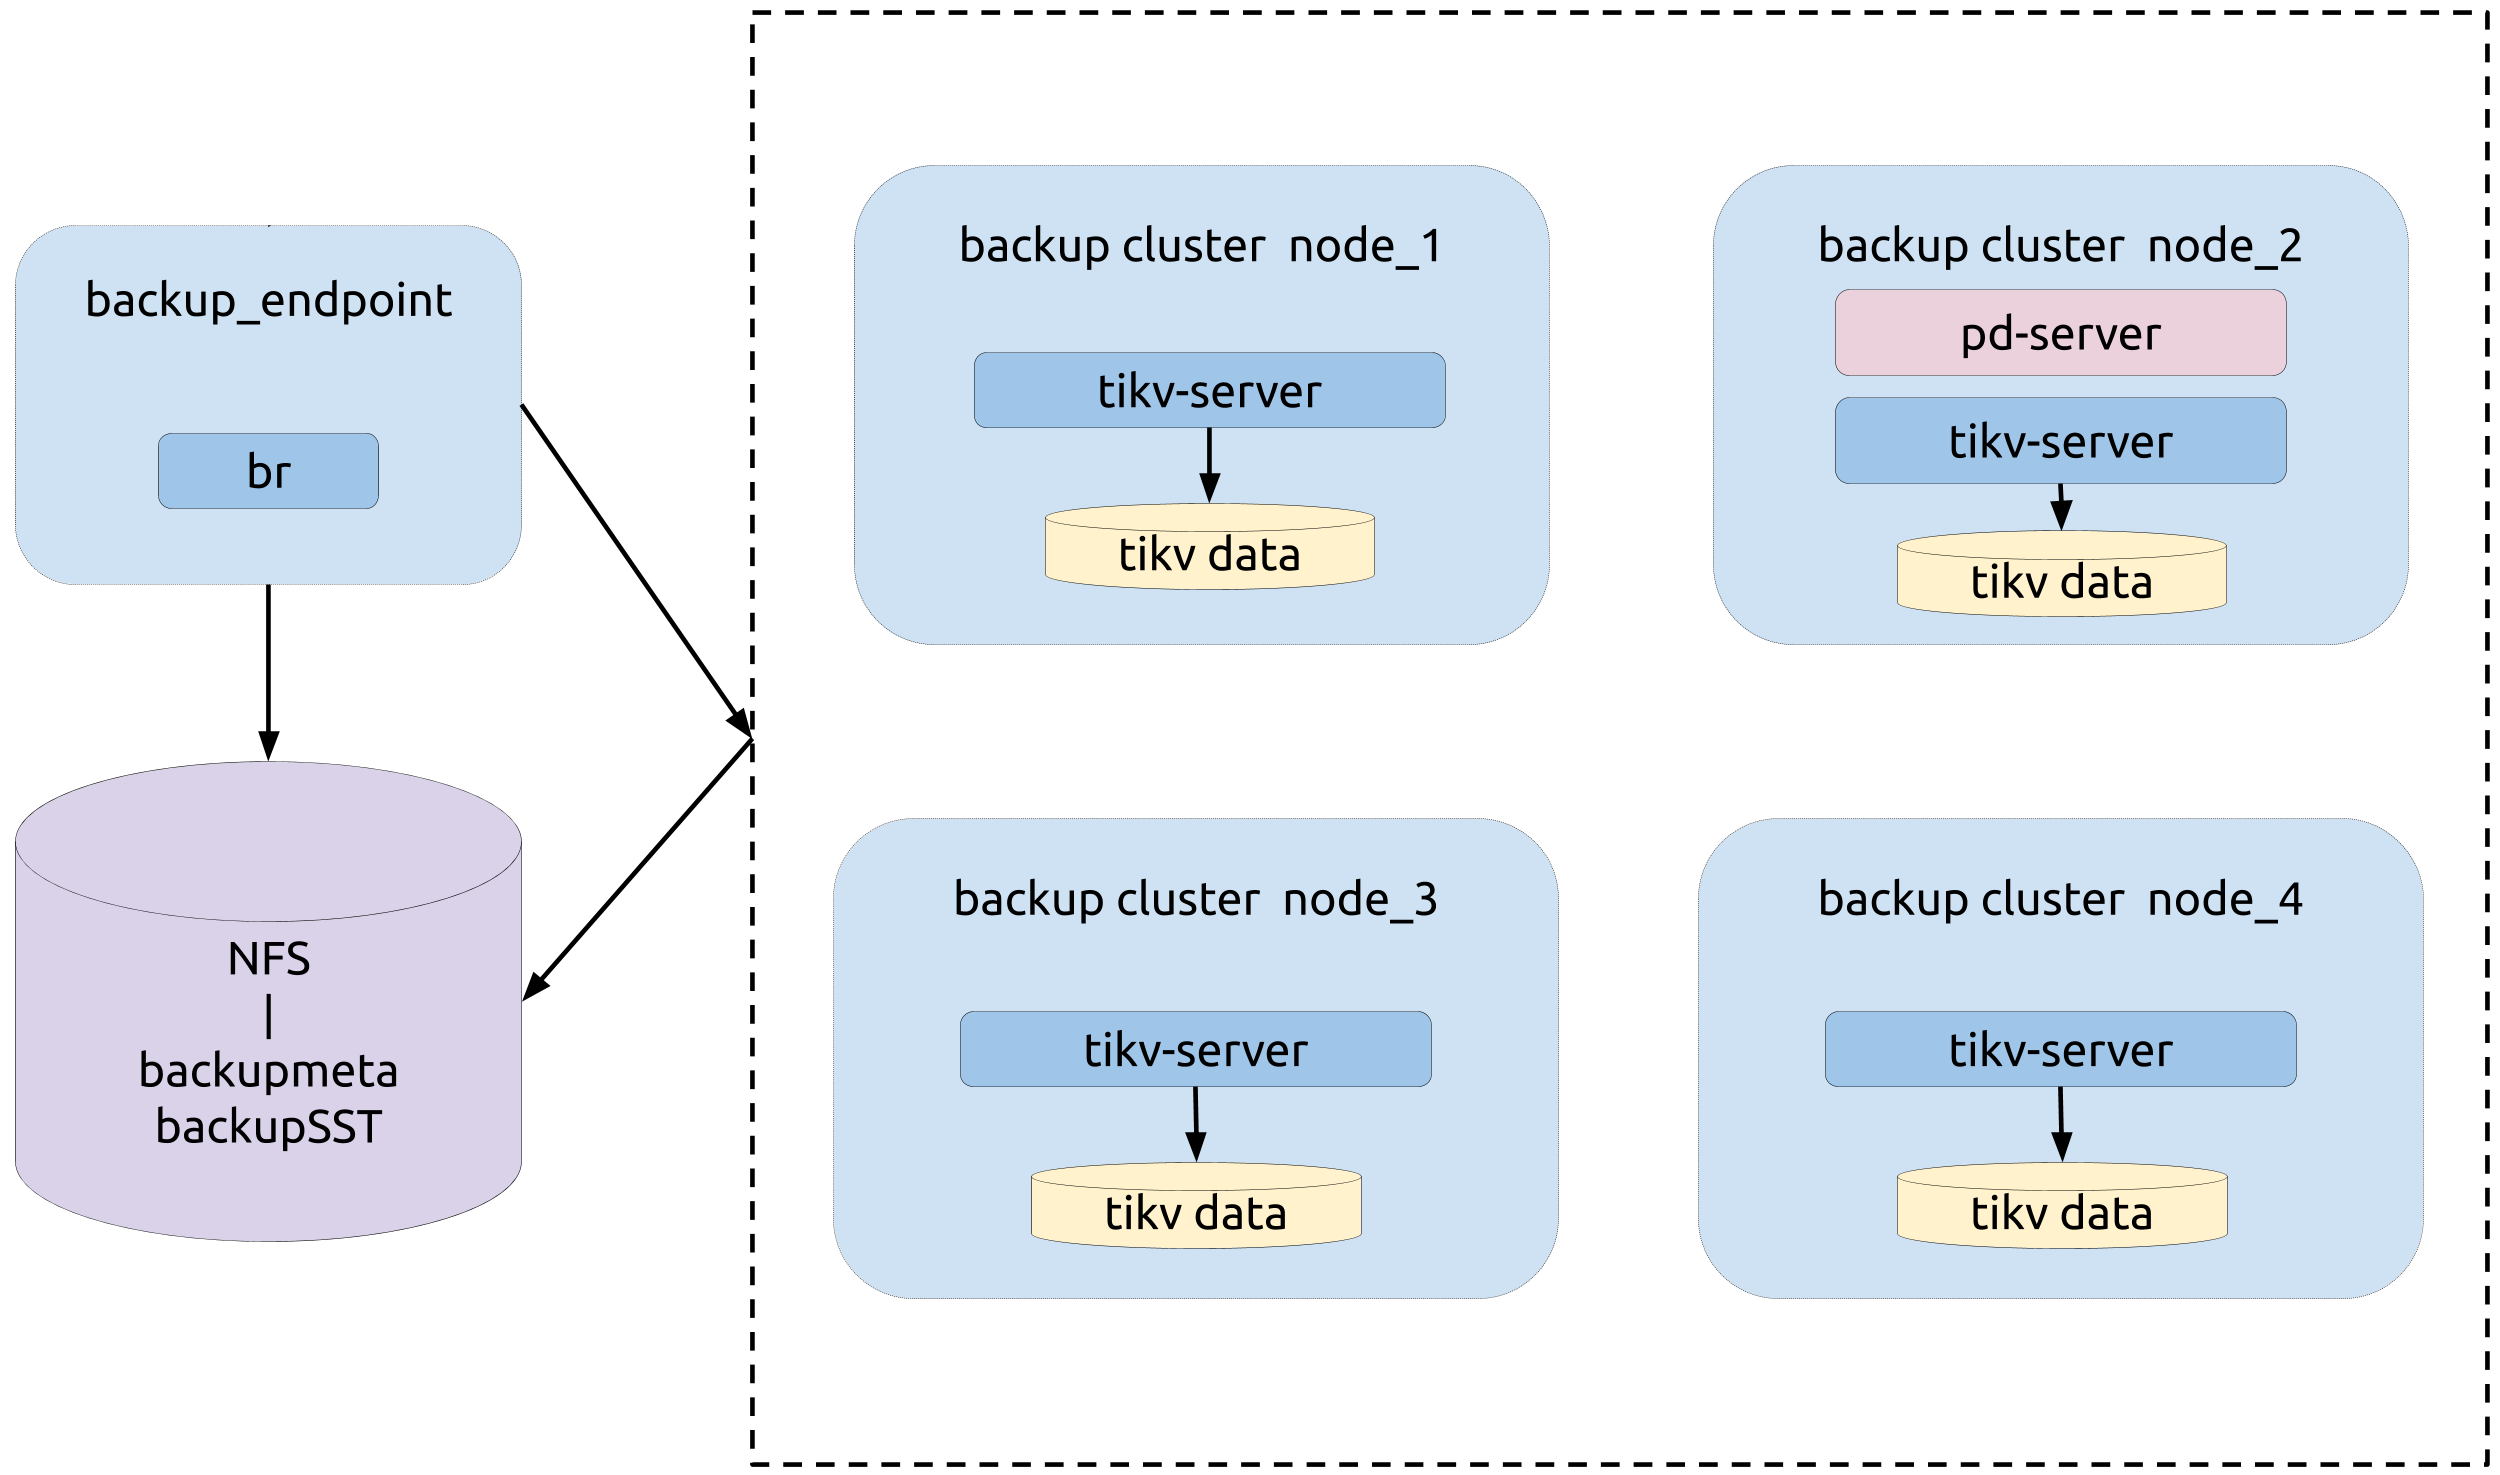 backup_endpoint
br
NFS
|
backupmeta
backupSST
backup cluster node_1
tikv-server
tikv data
backup cluster node_2
pd-server
tikv-server
tikv data
backup cluster node_3
tikv-server
tikv data
backup cluster node_4
tikv-server
tikv data